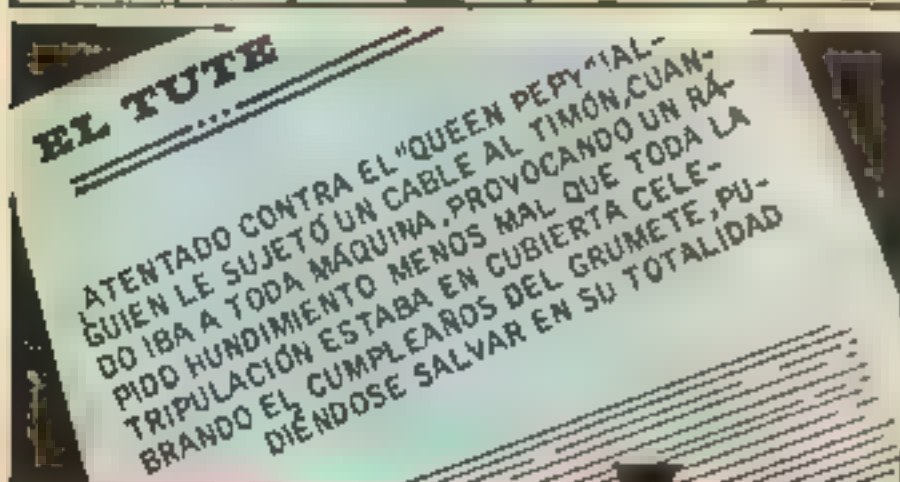 EL TUTE
ATENTADO CONTRA EL "QUEEN PEPY" ¡AL-
GUIEN LE SUJETÓ UN CABLE AL TIMÓN, CUAN-
DO IBA A TODA MÁQUINA, PROVOCANDO UN RÁ-
PIDO HUNDIMIENTO MENOS MAL QUE TODA LA
TRIPULACIÓN ESTABA EN CUBIERTA CELE-
BRANDO EL CUMPLEAÑOS DEL GRUMETE, PU-
DIÉNDOSE SALVAR EN SU TOTALIDAD